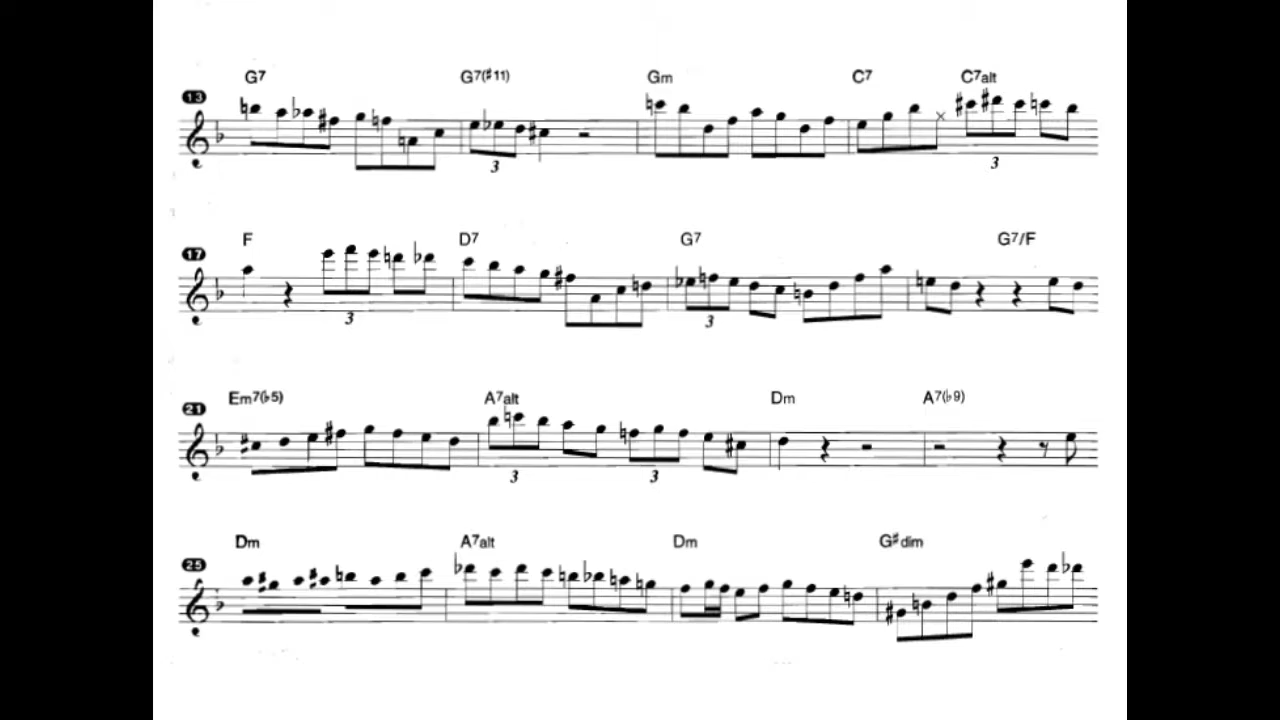 G7 G7(♯11) Gm C7 C7alt
13
3 3
F D7 G7 G7/F
17
3 3
Em7(♭5) A7alt Dm A7(♭9)
21
3 3
Dm A7alt Dm G♯dim
25